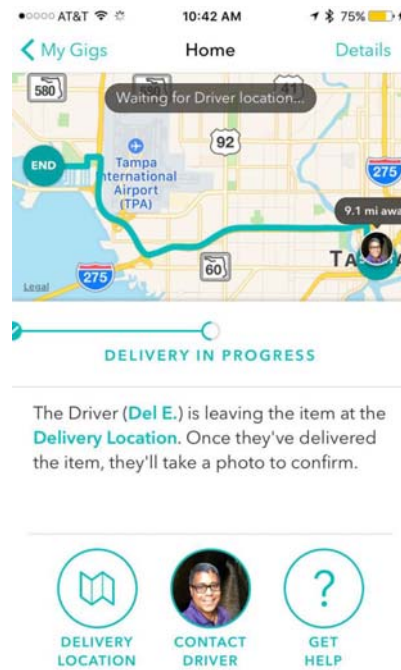 AT&T 10:42 AM 75%
My Gigs Home Details
580 580 41
Waiting for Driver location...
92
END
Tampa
International
Airport
(TPA)
275
9.1 mi awa
60
TA
Legal
275
DELIVERY IN PROGRESS
The Driver (Del E.) is leaving the item at the
Delivery Location. Once they've delivered
the item, they'll take a photo to confirm.
?
DELIVERY
LOCATION
CONTACT
DRIVER
GET
HELP